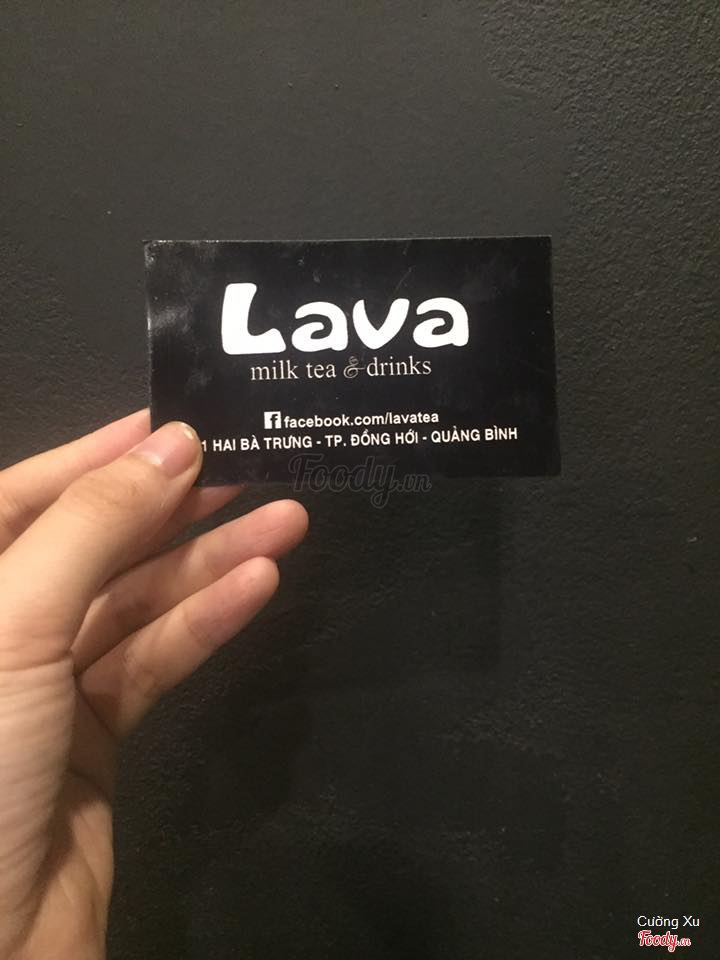 Lava
milk tea & drinks
facebook.com/lavatea
1 HAI BÀ TRƯNG - TP. ĐỒNG HỚI - QUẢNG BÌNH
Foody.vn
Cường Xu
Foody.vn